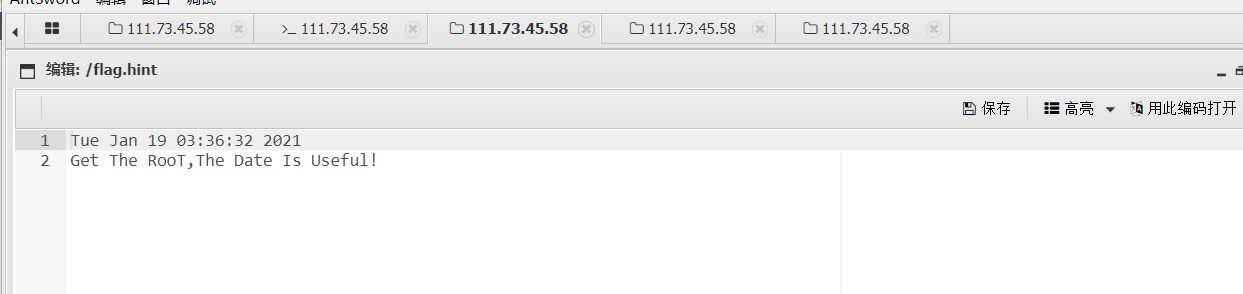 AntSword 编辑 窗口 调试
111.73.45.58 >_ 111.73.45.58 111.73.45.58 111.73.45.58 111.73.45.58
编辑: /flag.hint
保存 高亮 用此编码打开
1 Tue Jan 19 03:36:32 2021
2 Get The RooT,The Date Is Useful!